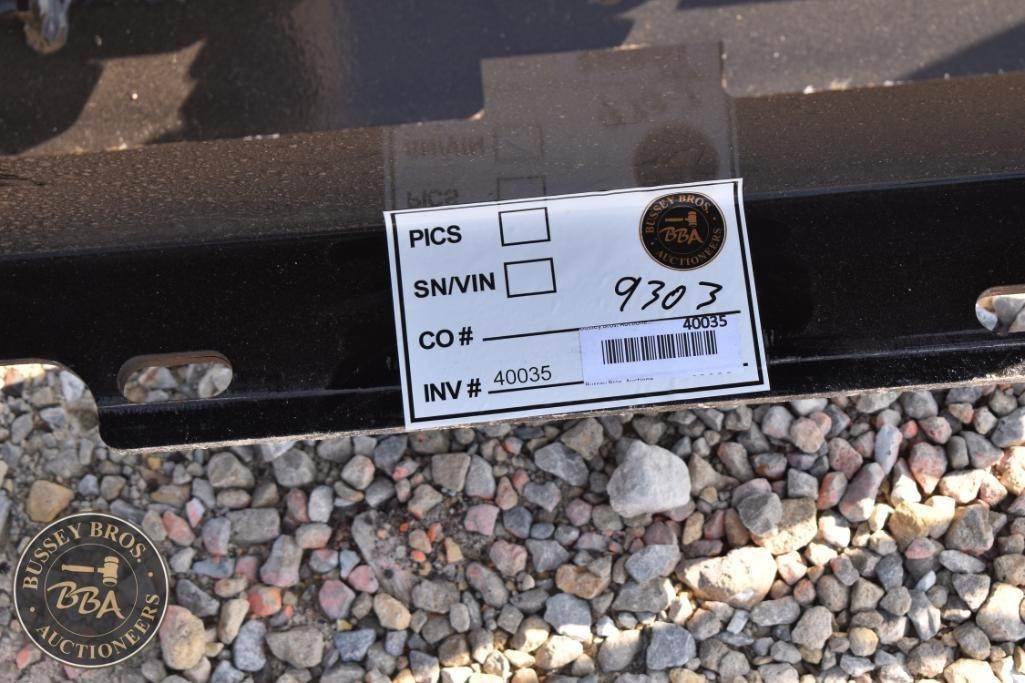 PICS
BUSSEY BROS.
BBA
AUCTIONEERS
SN/VIN
9303
CO #
40035
INV # 40035
BUSSEY BROS.
BBA
AUCTIONEERS